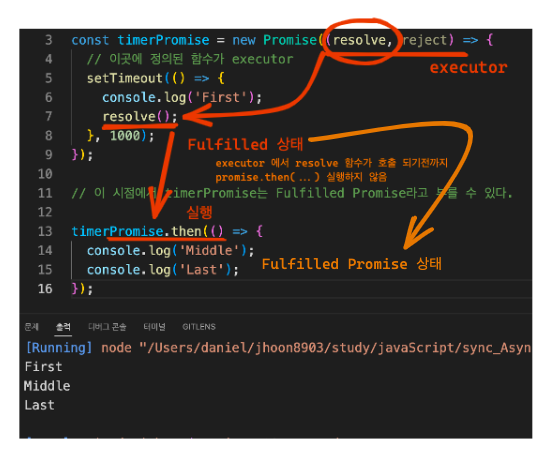 3 const timerPromise = new Promise((resolve, reject) => {
executor
4 // 이곳에 정의된 함수가 executor
5 setTimeout(() => {
6 console.log('First');
7 resolve();
8 }, 1000);
Fulfilled 상태
executor 에서 resolve 함수가 호출 되기전까지
promise.then(...) 실행하지 않음
9 });
10
11 // 이 시점에서 timerPromise는 Fulfilled Promise라고 부를 수 있다.
12
실행
13 timerPromise.then(() => {
14 console.log('Middle');
15 console.log('Last');
Fulfilled Promise 상태
16 });
문제 출력 디버그 콘솔 터미널 GITLENS
[Running] node "/Users/daniel/jhoon8903/study/javaScript/sync_Asyn
First
Middle
Last